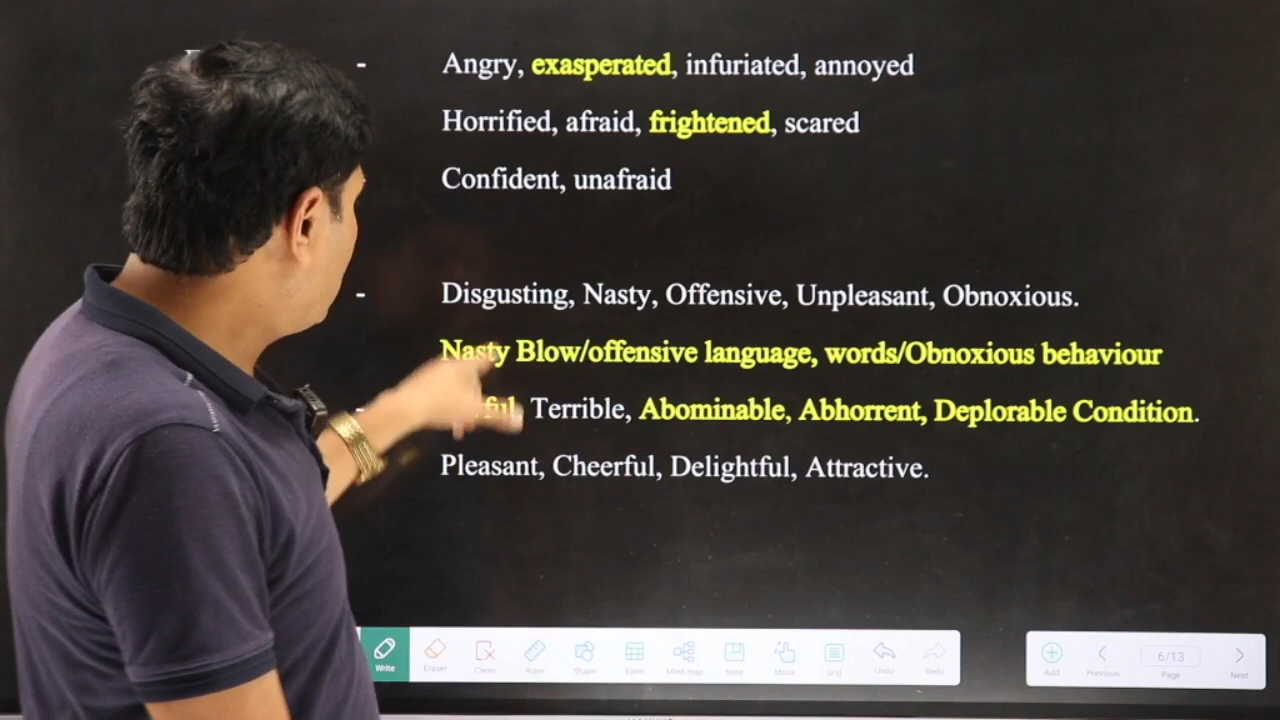 - Angry, exasperated, infuriated, annoyed
Horrified, afraid, frightened, scared
Confident, unafraid
- Disgusting, Nasty, Offensive, Unpleasant, Obnoxious.
Nasty Blow/offensive language, words/Obnoxious behaviour
Terrible, Abominable, Abhorrent, Deplorable Condition.
Pleasant, Cheerful, Delightful, Attractive.
Write Eraser Clean Ruler Shape Form Mind map Note Move Grid Undo Redo
Add Previous 6/13 Page Next